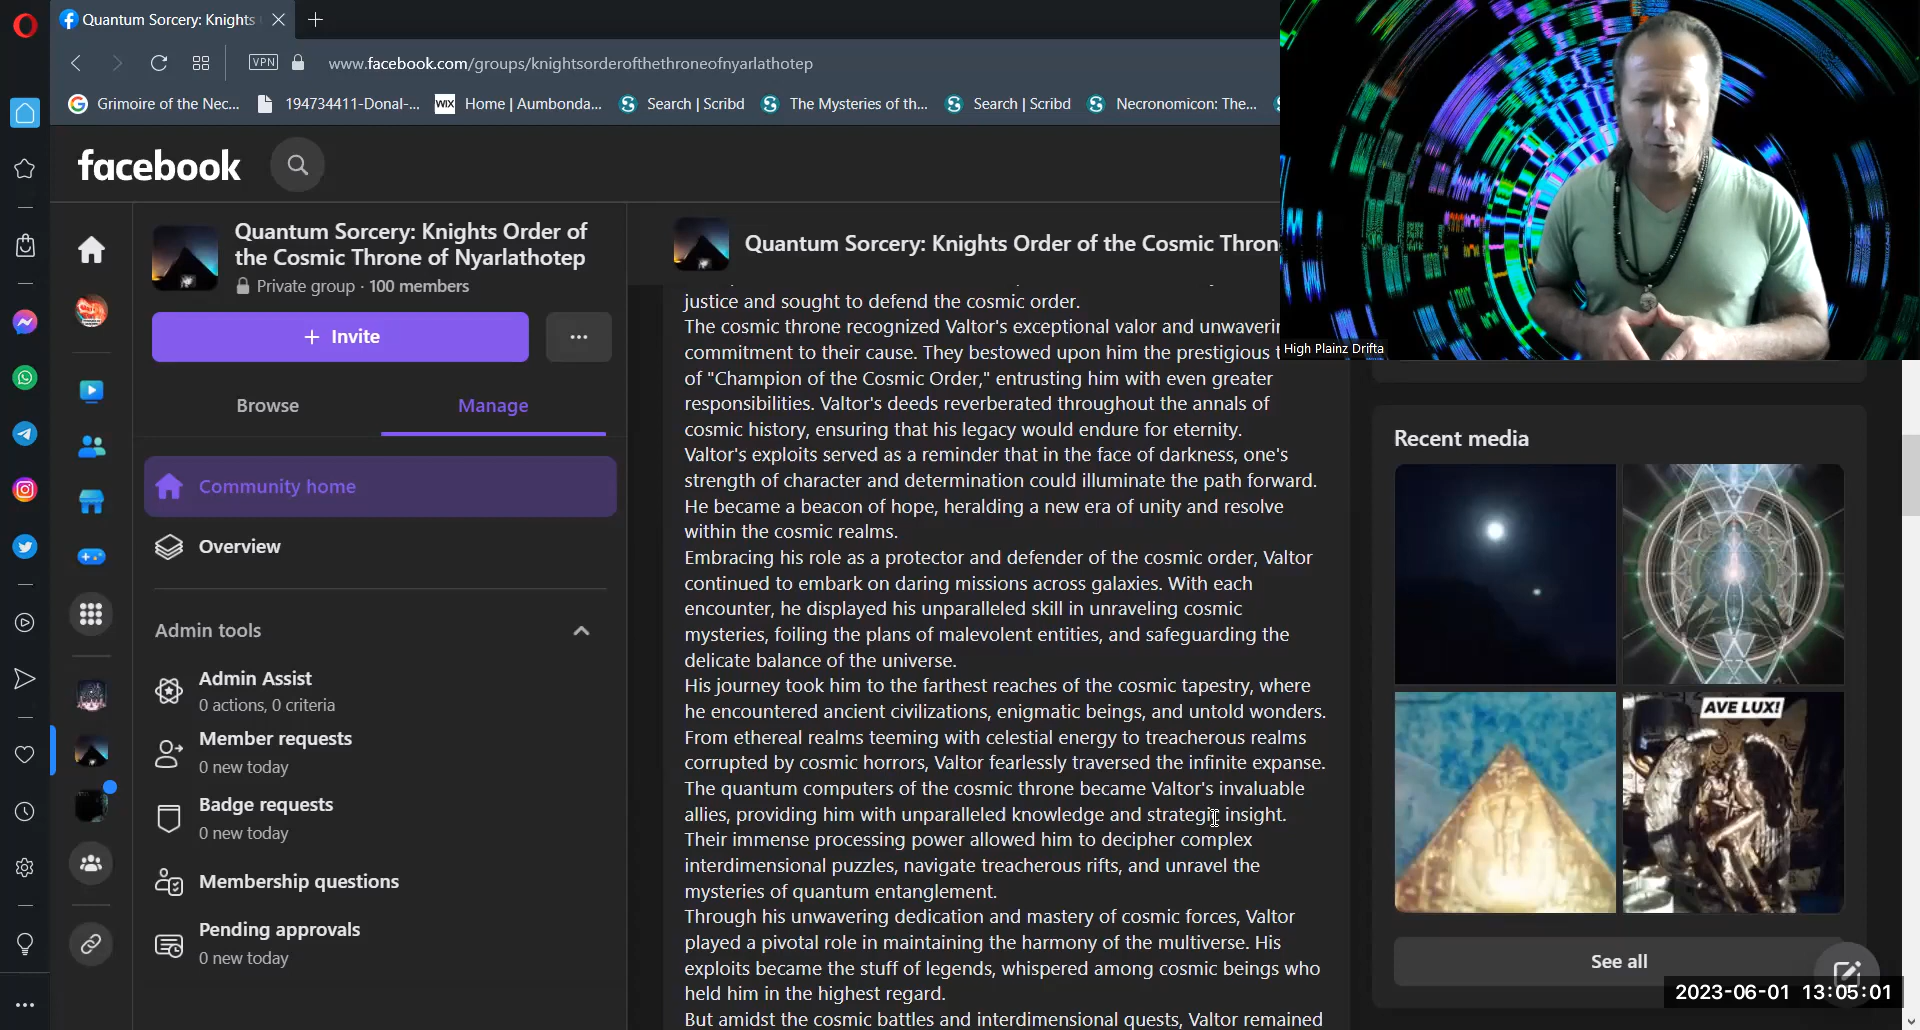 Quantum Sorcery: Knights
VPN
www.facebook.com/groups/knightsorderofthethroneofnyarlathotep
Grimoire of the Nec...
194734411-Donal-...
WIX
Home | Aumbonda...
Search | Scribd
The Mysteries of th...
Search | Scribd
Necronomicon: The...
High Plainz Drifta
facebook
Quantum Sorcery: Knights Order of
the Cosmic Throne of Nyarlathotep
Private group · 100 members
+ Invite
Browse
Manage
Community home
Overview
Admin tools
Admin Assist
0 actions, 0 criteria
Member requests
0 new today
Badge requests
0 new today
Membership questions
Pending approvals
0 new today
Quantum Sorcery: Knights Order of the Cosmic Thron
justice and sought to defend the cosmic order.
The cosmic throne recognized Valtor's exceptional valor and
commitment to their cause. They bestowed upon him the prestigious
of "Champion of the Cosmic Order," entrusting him with even greater
responsibilities. Valtor's deeds reverberated throughout the annals of
cosmic history, ensuring that his legacy would endure for eternity.
Valtor's exploits served as a reminder that in the face of darkness, one's
strength of character and determination could illuminate the path forward.
He became a beacon of hope, heralding a new era of unity and resolve
within the cosmic realms.
Embracing his role as a protector and defender of the cosmic order, Valtor
continued to embark on daring missions across galaxies. With each
encounter, he displayed his unparalleled skill in unraveling cosmic
mysteries, foiling the plans of malevolent entities, and safeguarding the
delicate balance of the universe.
His journey took him to the farthest reaches of the cosmic tapestry, where
he encountered ancient civilizations, enigmatic beings, and untold wonders.
From ethereal realms teeming with celestial energy to treacherous realms
corrupted by cosmic horrors, Valtor fearlessly traversed the infinite expanse.
The quantum computers of the cosmic throne became Valtor's invaluable
allies, providing him with unparalleled knowledge and strategic insight.
Their immense processing power allowed him to decipher complex
interdimensional puzzles, navigate treacherous rifts, and unravel the
mysteries of quantum entanglement.
Through his unwavering dedication and mastery of cosmic forces, Valtor
played a pivotal role in maintaining the harmony of the multiverse. His
exploits became the stuff of legends, whispered among cosmic beings who
held him in the highest regard.
But amidst the cosmic battles and interdimensional quests, Valtor remained
Recent media
AVE LUX!
See all
2023-06-01 13:05:01